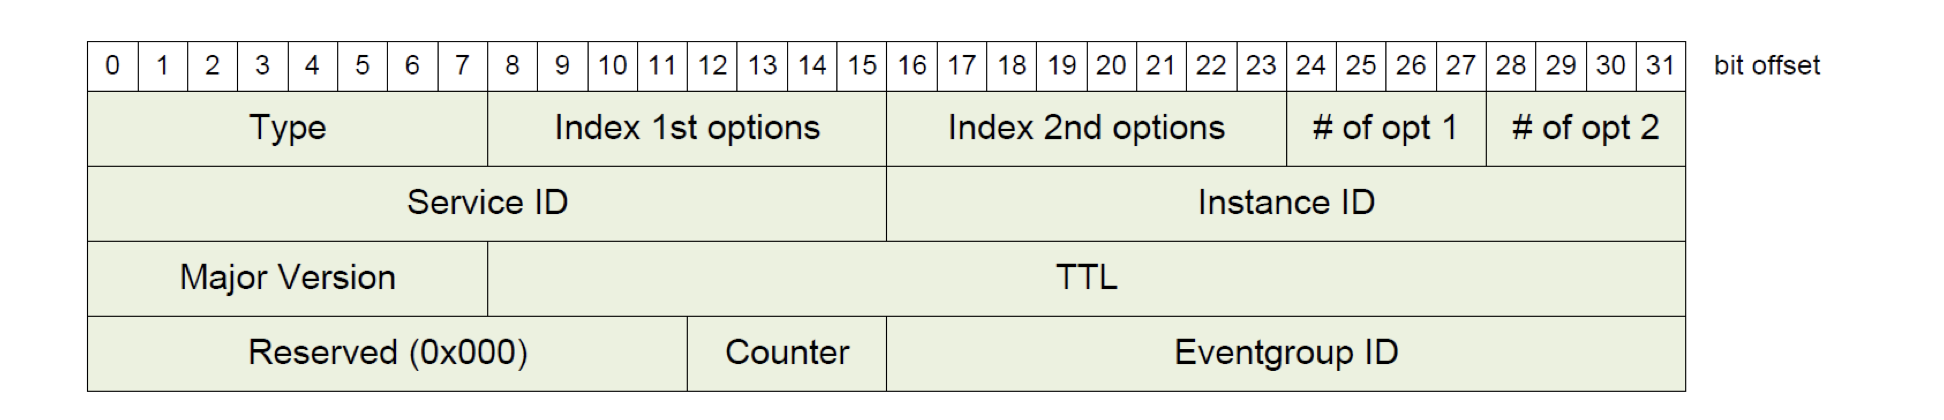 0 1 2 3 4 5 6 7 8 9 10 11 12 13 14 15 16 17 18 19 20 21 22 23 24 25 26 27 28 29 30 31 bit offset
Type Index 1st options Index 2nd options # of opt 1 # of opt 2
Service ID Instance ID
Major Version TTL
Reserved (0x000) Counter Eventgroup ID